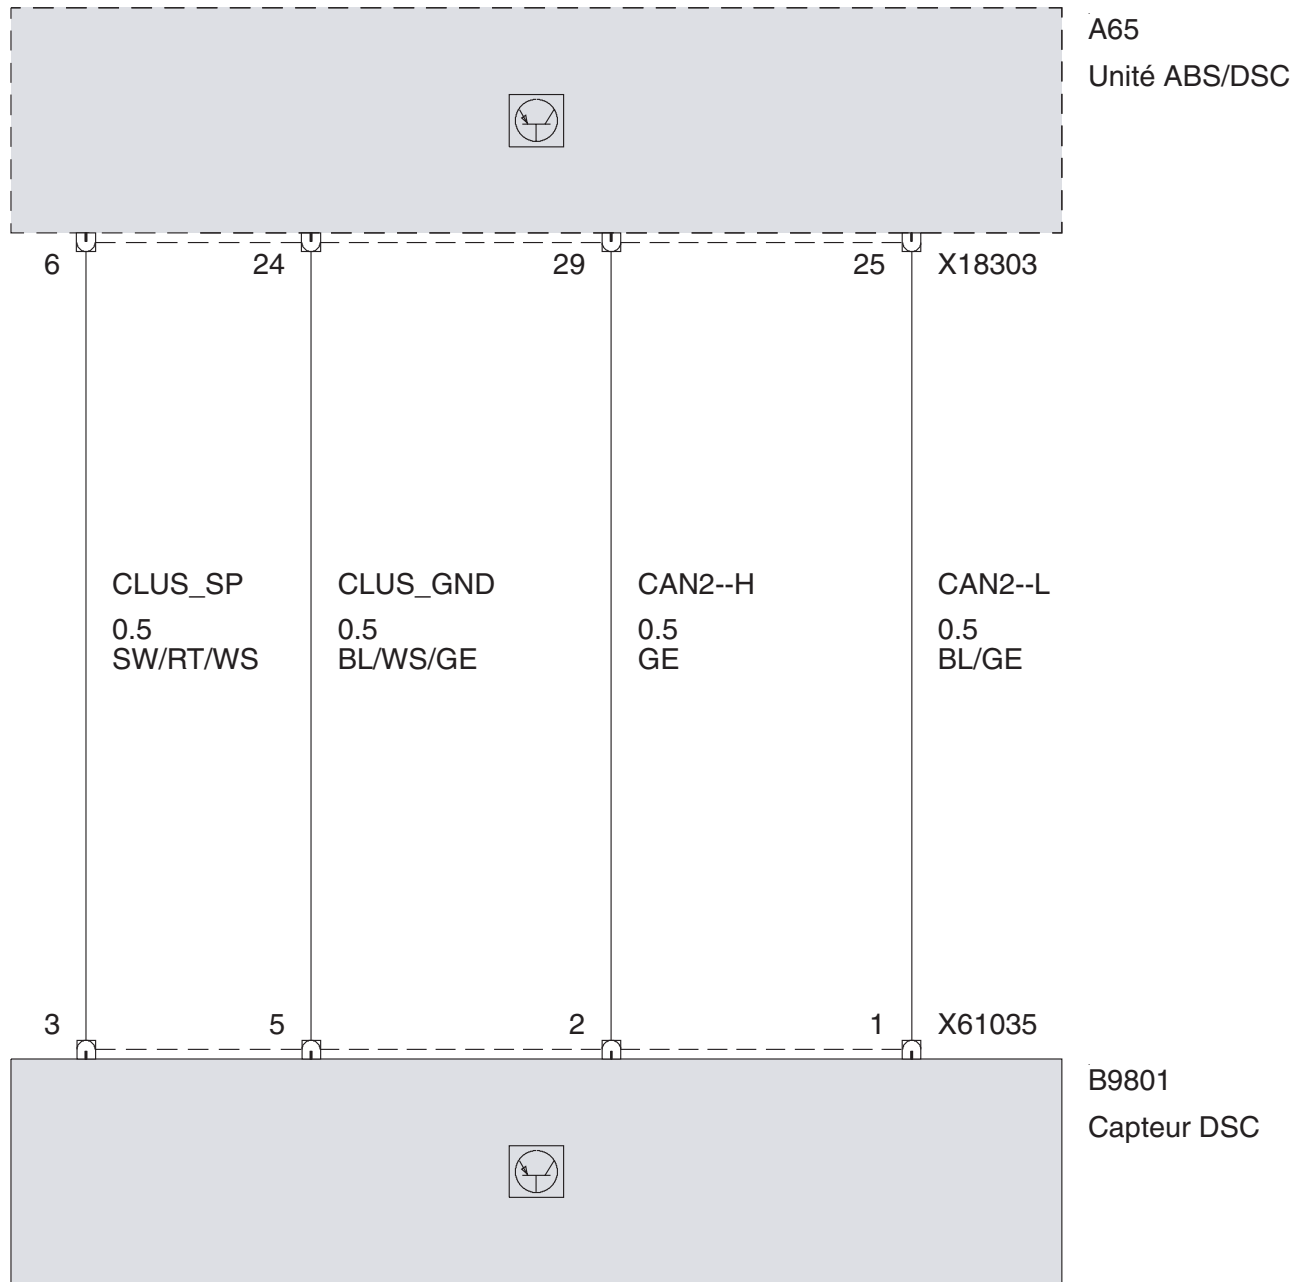 A65
Unité ABS/DSC
6 24 29 25 X18303
CLUS_SP CLUS_GND CAN2--H CAN2--L
0.5 0.5 0.5 0.5
SW/RT/WS BL/WS/GE GE BL/GE
3 5 2 1 X61035
B9801
Capteur DSC